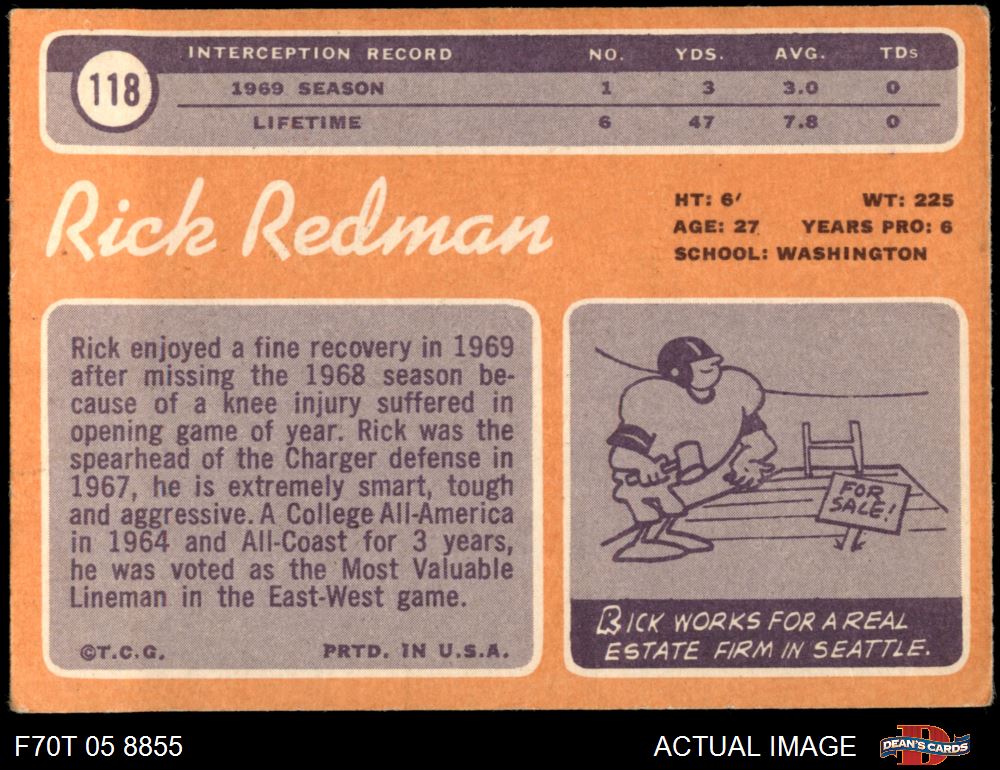 118
INTERCEPTION RECORD NO. YDS. AVG. TDs
1969 SEASON 1 3 3.0 0
LIFETIME 6 47 7.8 0
Rick Redman
HT: 6' WT: 225
AGE: 27 YEARS PRO: 6
SCHOOL: WASHINGTON
Rick enjoyed a fine recovery in 1969
after missing the 1968 season be-
cause of a knee injury suffered in
opening game of year. Rick was the
spearhead of the Charger defense in
1967, he is extremely smart, tough
and aggressive. A College All-America
in 1964 and All-Coast for 3 years,
he was voted as the Most Valuable
Lineman in the East-West game.
©T.C.G. PRTD. IN U.S.A.
FOR
SALE!
RICK WORKS FOR A REAL
ESTATE FIRM IN SEATTLE.
F70T 05 8855 ACTUAL IMAGE
D
DEAN'S CARDS